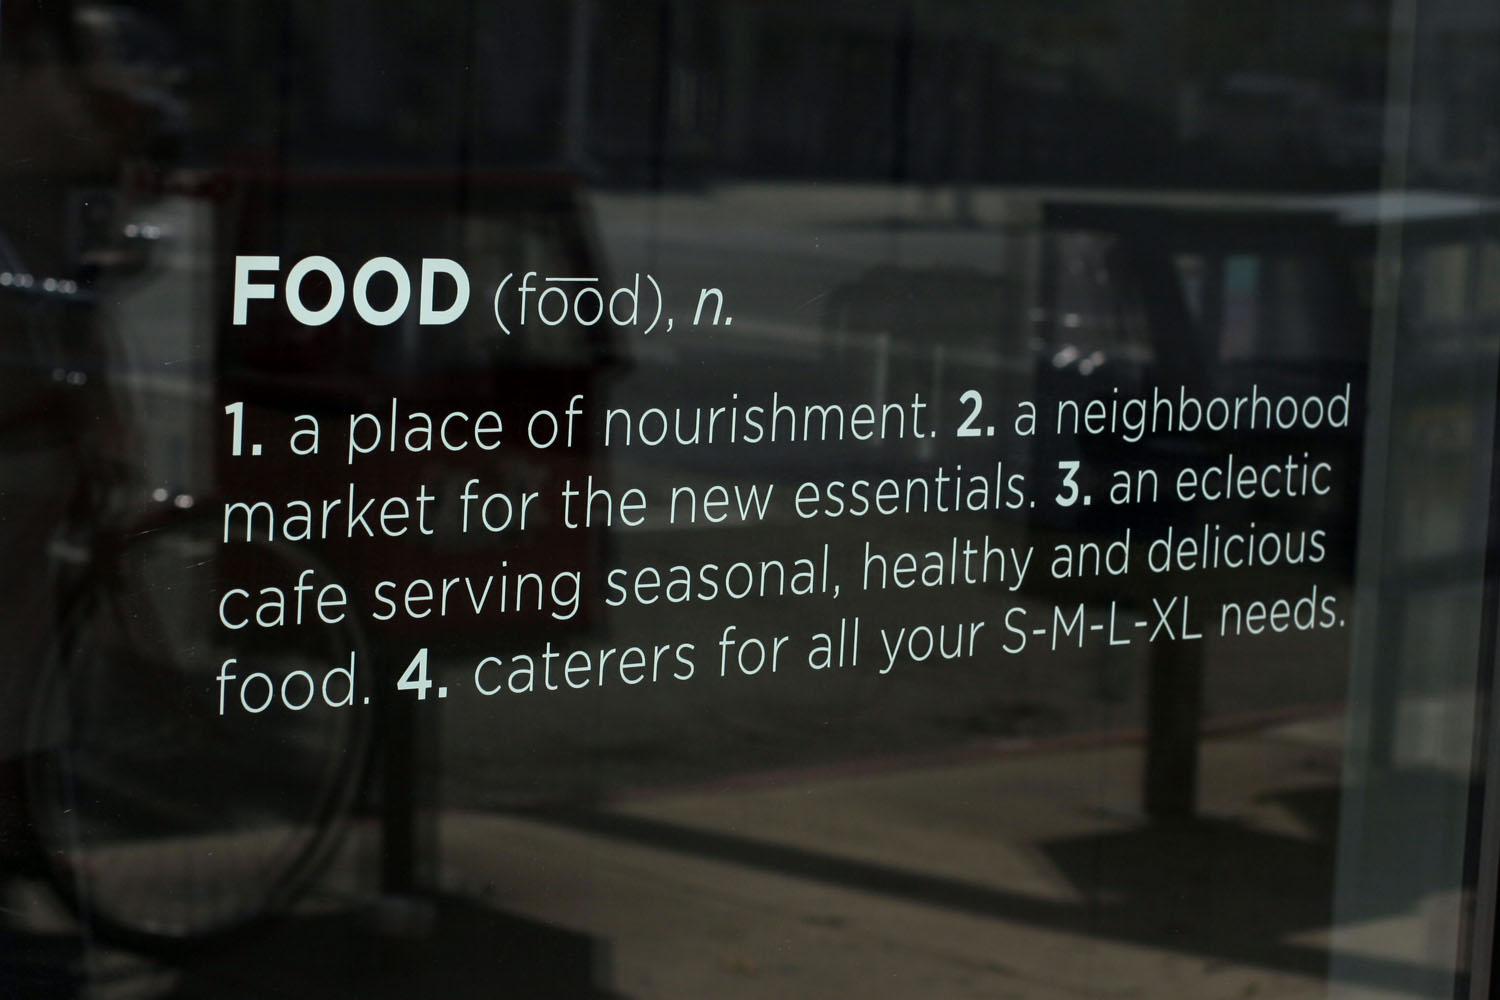 FOOD (fo͞od), n.
1. a place of nourishment. 2. a neighborhood
market for the new essentials. 3. an eclectic
cafe serving seasonal, healthy and delicious
food. 4. caterers for all your S-M-L-XL needs.